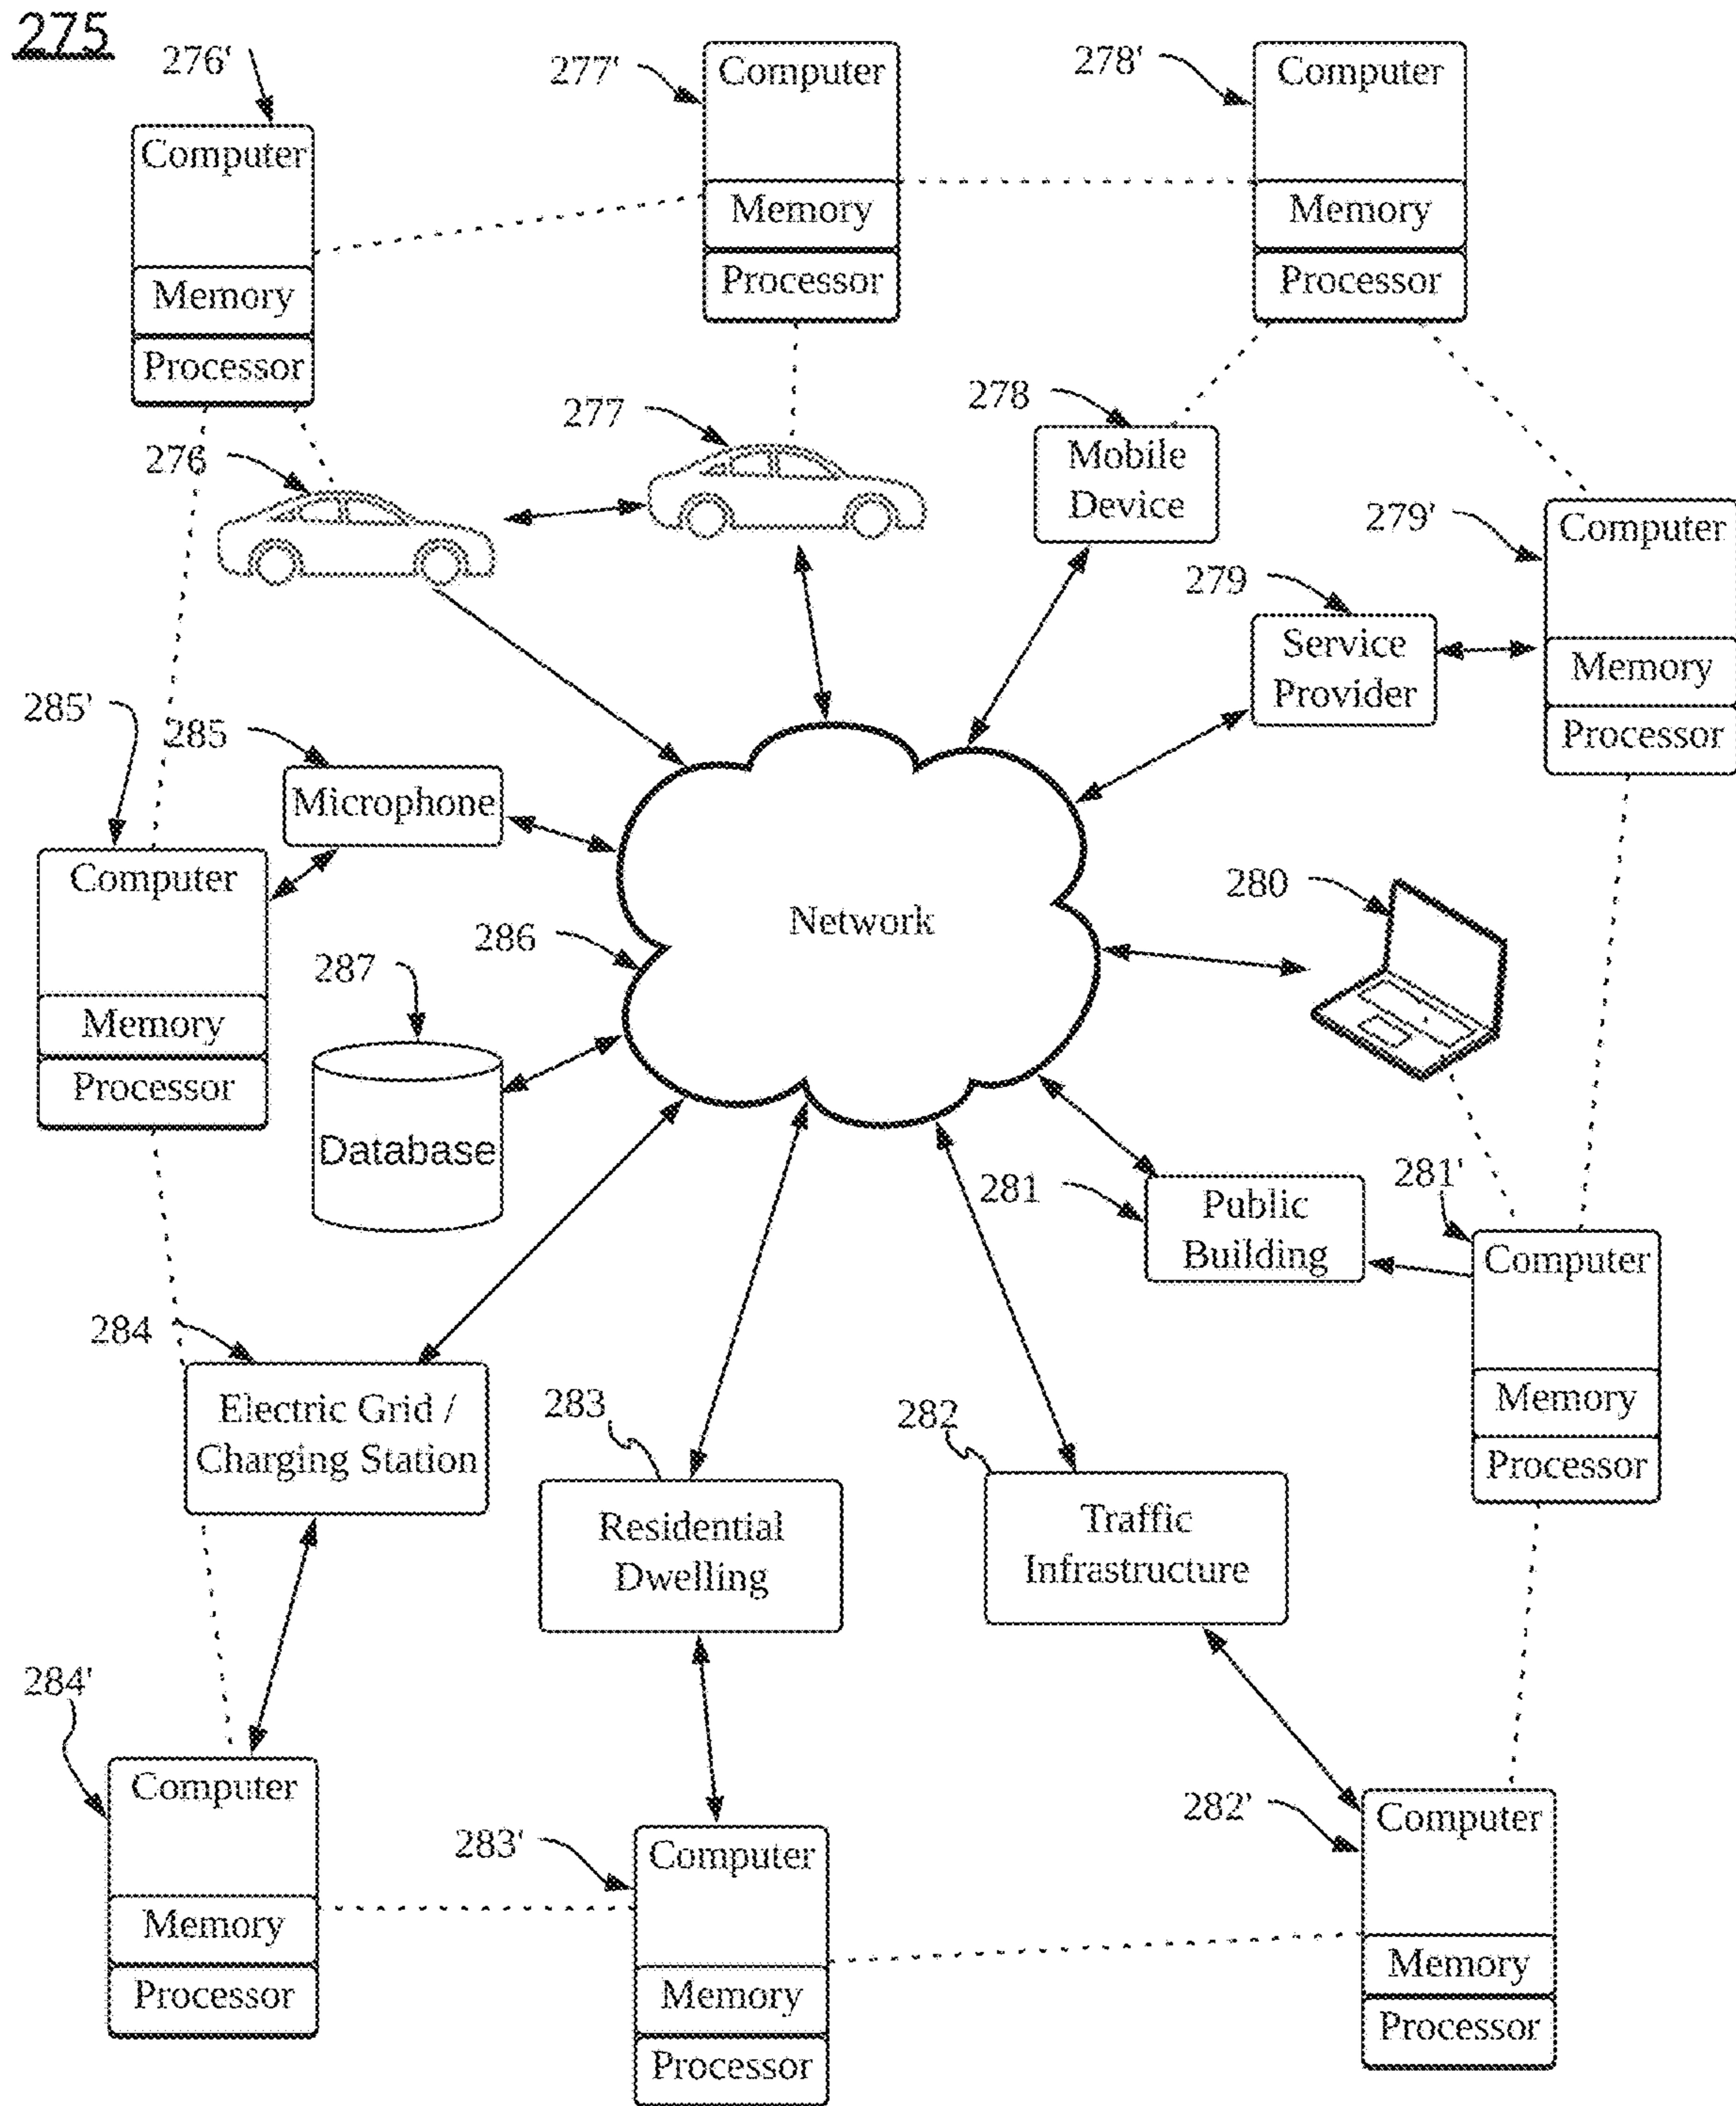 275
276'
277'
278'
Computer
Memory
Processor
Computer
Memory
Processor
Computer
Memory
Processor
276
277
278
Mobile
Device
279'
Computer
Memory
Processor
279
Service
Provider
285'
285
Microphone
Computer
Memory
Processor
286
Network
280
287
Database
281
Public
Building
281'
Computer
Memory
Processor
284
Electric Grid /
Charging Station
283
Residential
Dwelling
282
Traffic
Infrastructure
284'
Computer
Memory
Processor
283'
Computer
Memory
Processor
282'
Computer
Memory
Processor